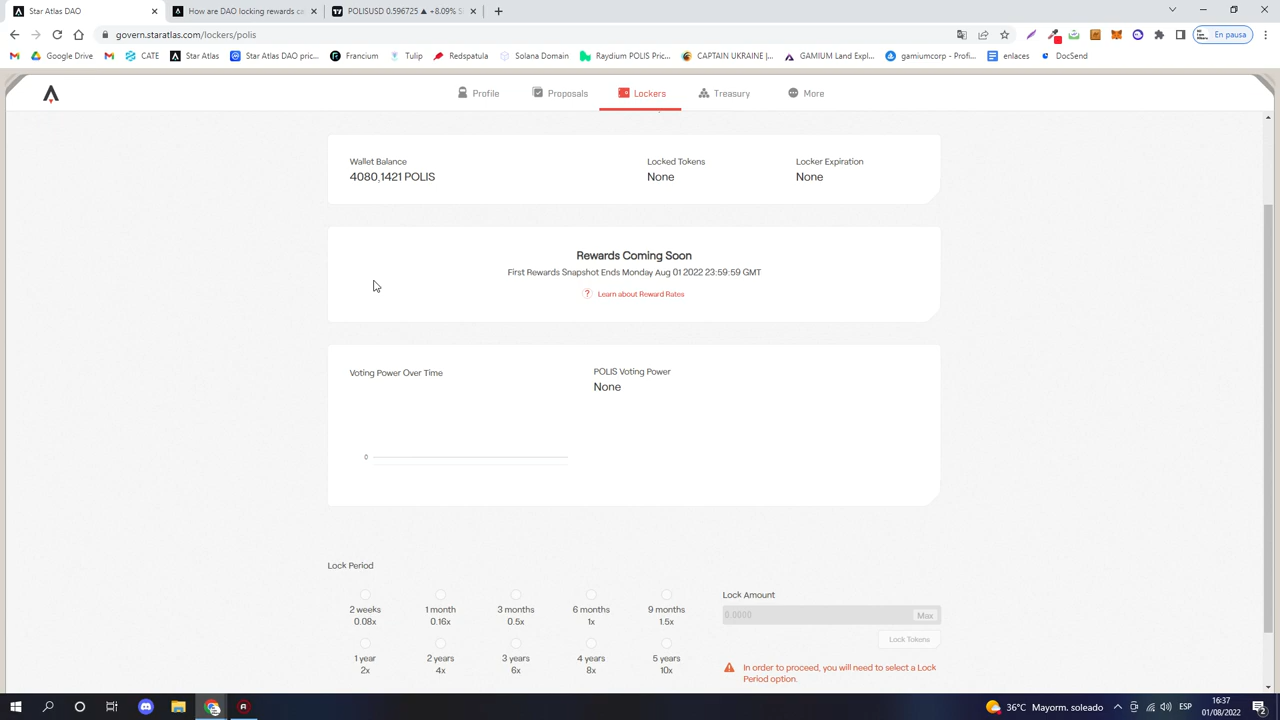 Star Atlas DAO
How are DAO locking rewards ca
POLISUSD 0.596725 ▲ +8.09% S
govern.staratlas.com/lockers/polis
En pausa
Google Drive
CATE
Star Atlas
Star Atlas DAO pric...
FraDcium
Tulip
Redspatula
Solana Domain
Raydium POLIS Pric...
CAPTAIN UKRAINE |...
GAMIUM Land Expl...
gamiumcorp - Profi...
enlaces
DocSend
Profile
Proposals
Lockers
Treasury
More
Wallet Balance
4080,1421 POLIS
Locked Tokens
None
Locker Expiration
None
Rewards Coming Soon
First Rewards Snapshot Ends Monday Aug 01 2022 23:59:59 GMT
? Learn about Reward Rates
Voting Power Over Time
0
POLIS Voting Power
None
Lock Period
2 weeks
0.08x
1 month
0.16x
3 months
0.5x
6 months
1x
9 months
1.5x
1 year
2x
2 years
4x
3 years
6x
4 years
8x
5 years
10x
Lock Amount
0.0000
Max
Lock Tokens
In order to proceed, you will need to select a Lock
Period option.
36°C Mayorm. soleado
ESP
16:37
01/08/2022
2